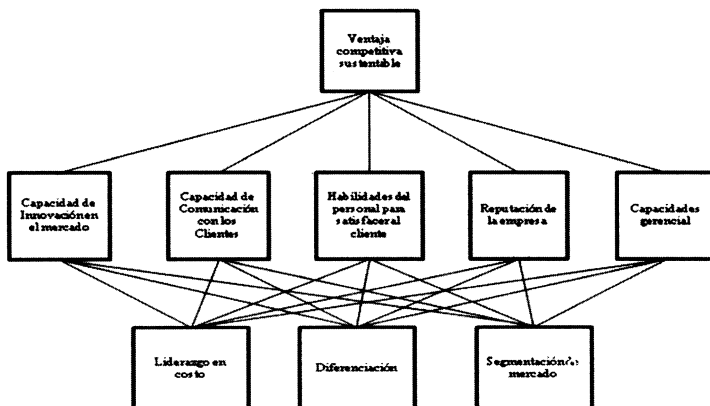 Ventaja
competitiva
sustentable
Capacidad de
Innovación en
el mercado
Capacidad de
Comunicación
con los
Clientes
Habilidades del
personal para
satisfacer al
cliente
Reputación de
la empresa
Capacidades
gerencial
Liderazgo en
costo
Diferenciación
Segmentación de
mercado